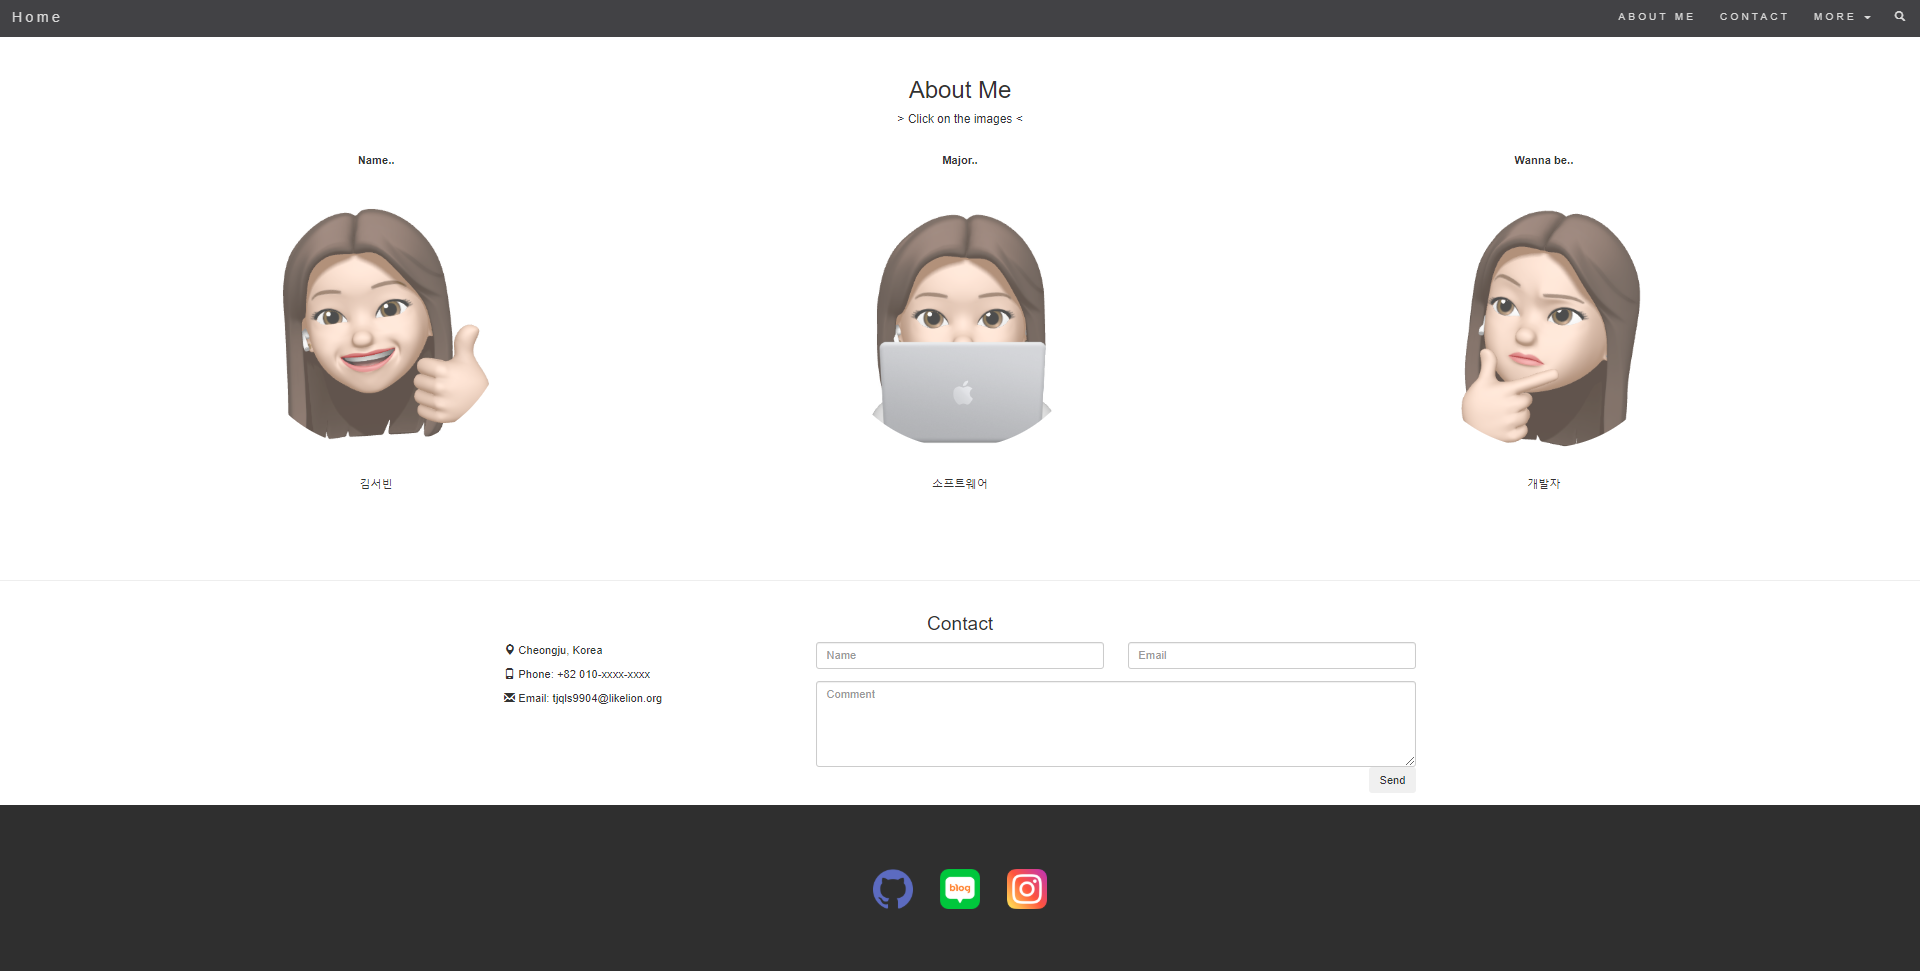 Home
ABOUT ME
CONTACT
MORE
About Me
> Click on the images <
Name..
Major..
Wanna be..
김서빈
소프트웨어
개발자
Contact
Cheongju, Korea
Phone: +82 010-xxxx-xxxx
Email: tjqls9904@likelion.org
Name
Email
Comment
Send
blog